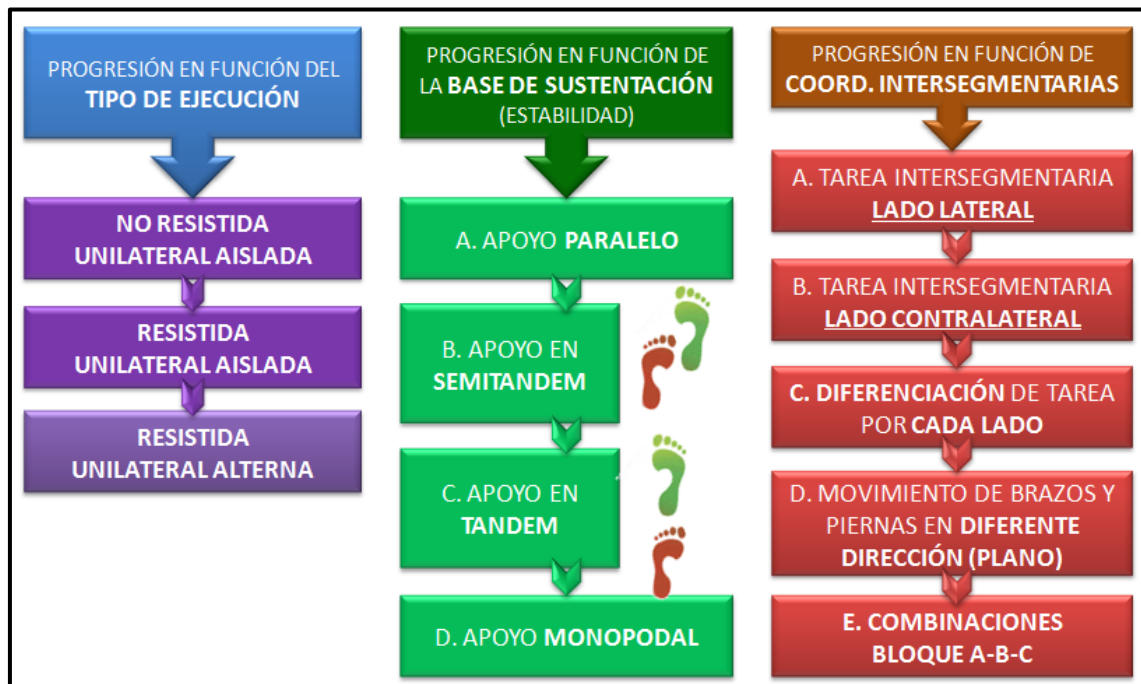 PROGRESIÓN EN FUNCIÓN DEL
TIPO DE EJECUCIÓN
NO RESISTIDA
UNILATERAL AISLADA
RESISTIDA
UNILATERAL AISLADA
RESISTIDA
UNILATERAL ALTERNA
PROGRESIÓN EN FUNCIÓN DE
LA BASE DE SUSTENTACIÓN
(ESTABILIDAD)
A. APOYO PARALELO
B. APOYO EN
SEMITANDEM
C. APOYO EN
TANDEM
D. APOYO MONOPODAL
PROGRESIÓN EN FUNCIÓN DE
COORD. INTERSEGMENTARIAS
A. TAREA INTERSEGMENTARIA
LADO LATERAL
B. TAREA INTERSEGMENTARIA
LADO CONTRALATERAL
C. DIFERENCIACIÓN DE TAREA
POR CADA LADO
D. MOVIMIENTO DE BRAZOS Y
PIERNAS EN DIFERENTE
DIRECCIÓN (PLANO)
E. COMBINACIONES
BLOQUE A-B-C